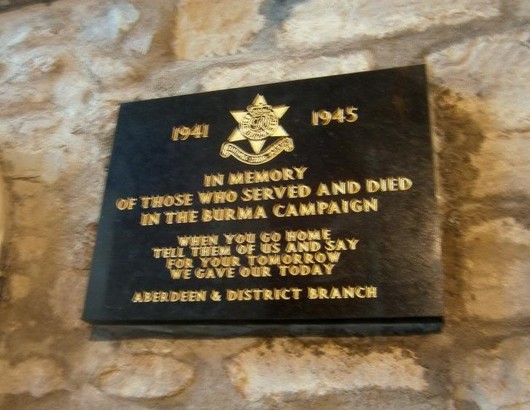 1941 1945
IN MEMORY
OF THOSE WHO SERVED AND DIED
IN THE BURMA CAMPAIGN
WHEN YOU GO HOME
TELL THEM OF US AND SAY
FOR YOUR TOMORROW
WE GAVE OUR TODAY
ABERDEEN & DISTRICT BRANCH